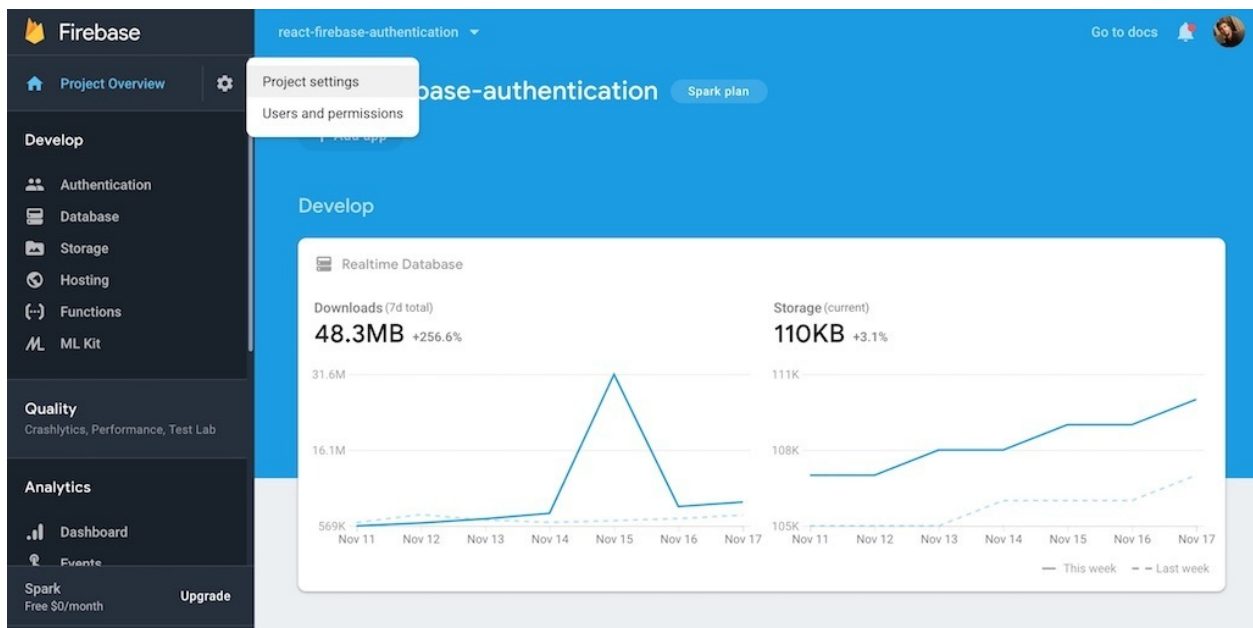 Firebase
react-firebase-authentication
Go to docs
Project Overview
Project settings
Users and permissions
base-authentication
Spark plan
Add app
Develop
Authentication
Database
Storage
Hosting
Functions
ML Kit
Quality
Crashlytics, Performance, Test Lab
Analytics
Dashboard
Events
Spark
Free $0/month
Upgrade
Develop
Realtime Database
Downloads (7d total)
48.3MB +256.6%
31.6M
16.1M
569K
Nov 11 Nov 12 Nov 13 Nov 14 Nov 15 Nov 16 Nov 17
Storage (current)
110KB +3.1%
111K
108K
105K
Nov 11 Nov 12 Nov 13 Nov 14 Nov 15 Nov 16 Nov 17
This week Last week